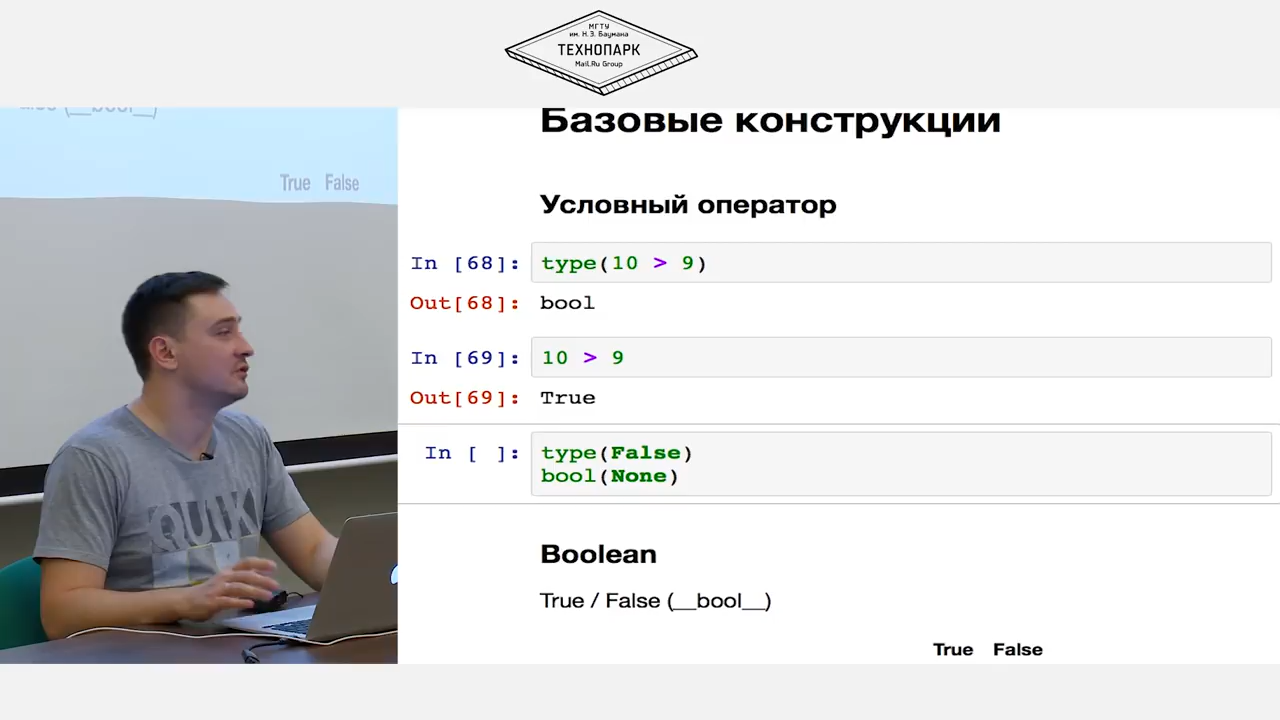 МГТУ
им. Н.Э. Баумана
ТЕХНОПАРК
Mail.Ru Group
True False
QUIK
Базовые конструкции
Условный оператор
In [68]: type(10 > 9)
Out[68]: bool
In [69]: 10 > 9
Out[69]: True
In [ ]: type(False)
bool(None)
Boolean
True / False (__bool__)
True False